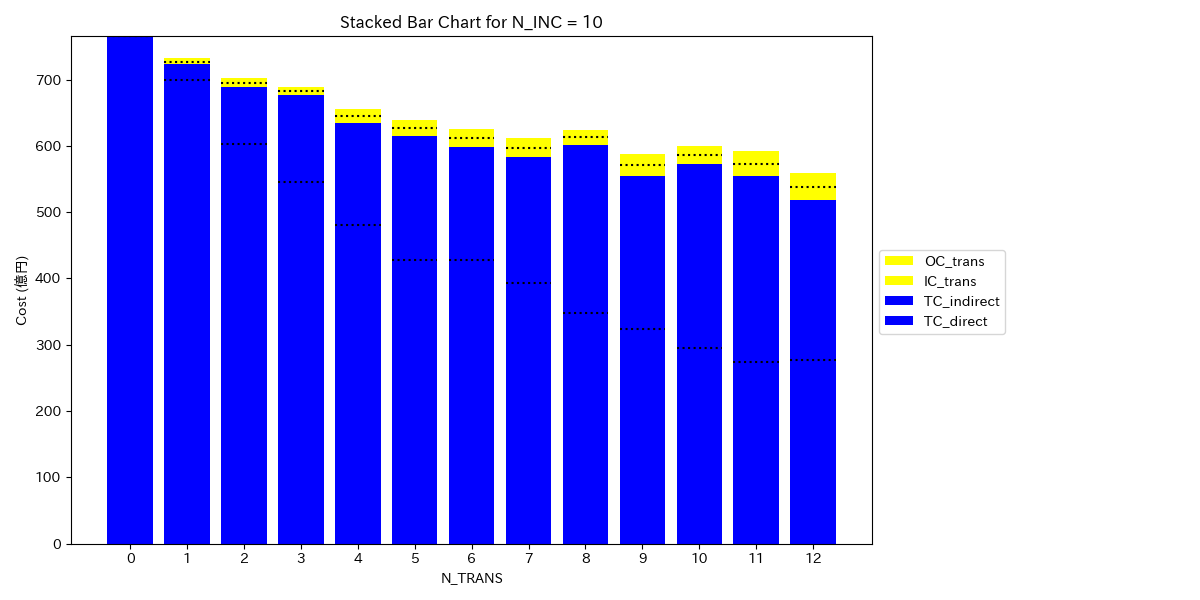 Stacked Bar Chart for N_INC = 10
Cost (億円)
700
600
500
400
300
200
100
0
0 1 2 3 4 5 6 7 8 9 10 11 12
N_TRANS
OC_trans
IC_trans
TC_indirect
TC_direct